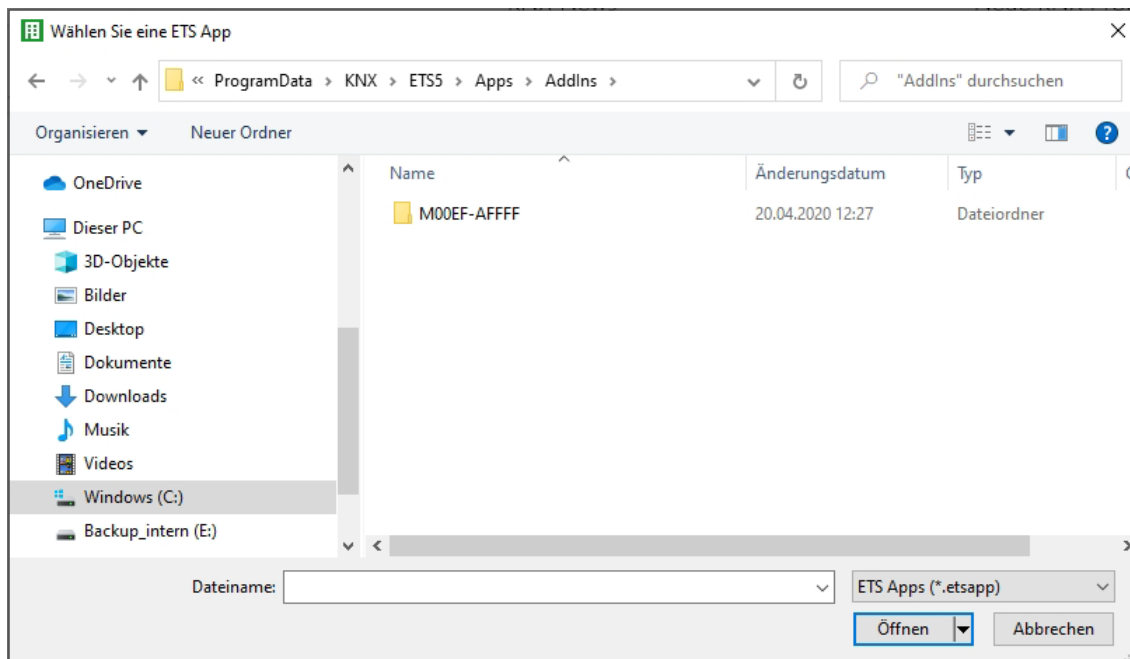 Wählen Sie eine ETS App
« ProgramData > KNX > ETS5 > Apps > AddIns >
"AddIns" durchsuchen
Organisieren
Neuer Ordner
Name
Änderungsdatum
Typ
OneDrive
M00EF-AFFFF
20.04.2020 12:27
Dateiordner
Dieser PC
3D-Objekte
Bilder
Desktop
Dokumente
Downloads
Musik
Videos
Windows (C:)
Backup_intern (E:)
Dateiname:
ETS Apps (*.etsapp)
Öffnen
Abbrechen